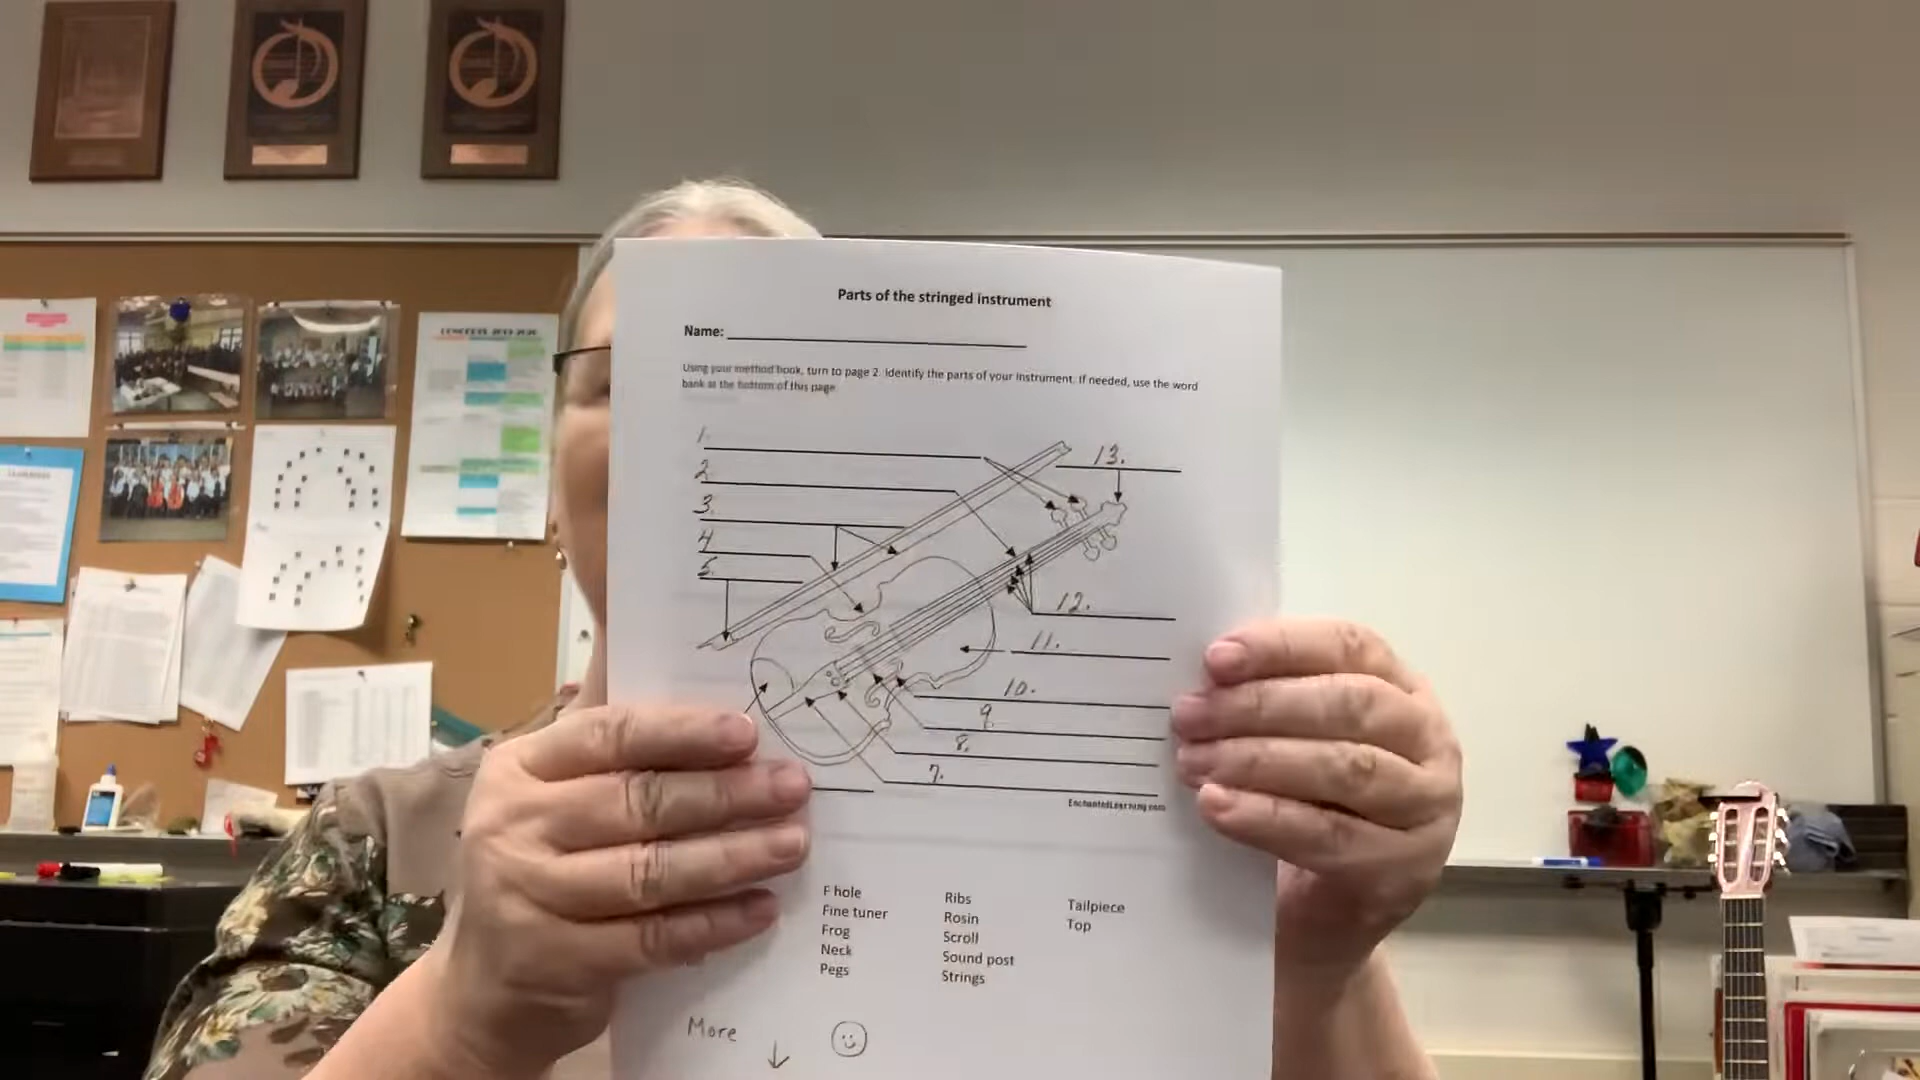 Parts of the stringed instrument
Name:
Using your method book, turn to page 2. Identify the parts of your instrument. If needed, use the word
bank at the bottom of this page
1.
2.
3.
4.
5.
13.
12.
11.
10.
9.
8.
7.
EnchantedLearning.com
F hole
Fine tuner
Frog
Neck
Pegs
Ribs
Rosin
Scroll
Sound post
Strings
Tailpiece
Top
More